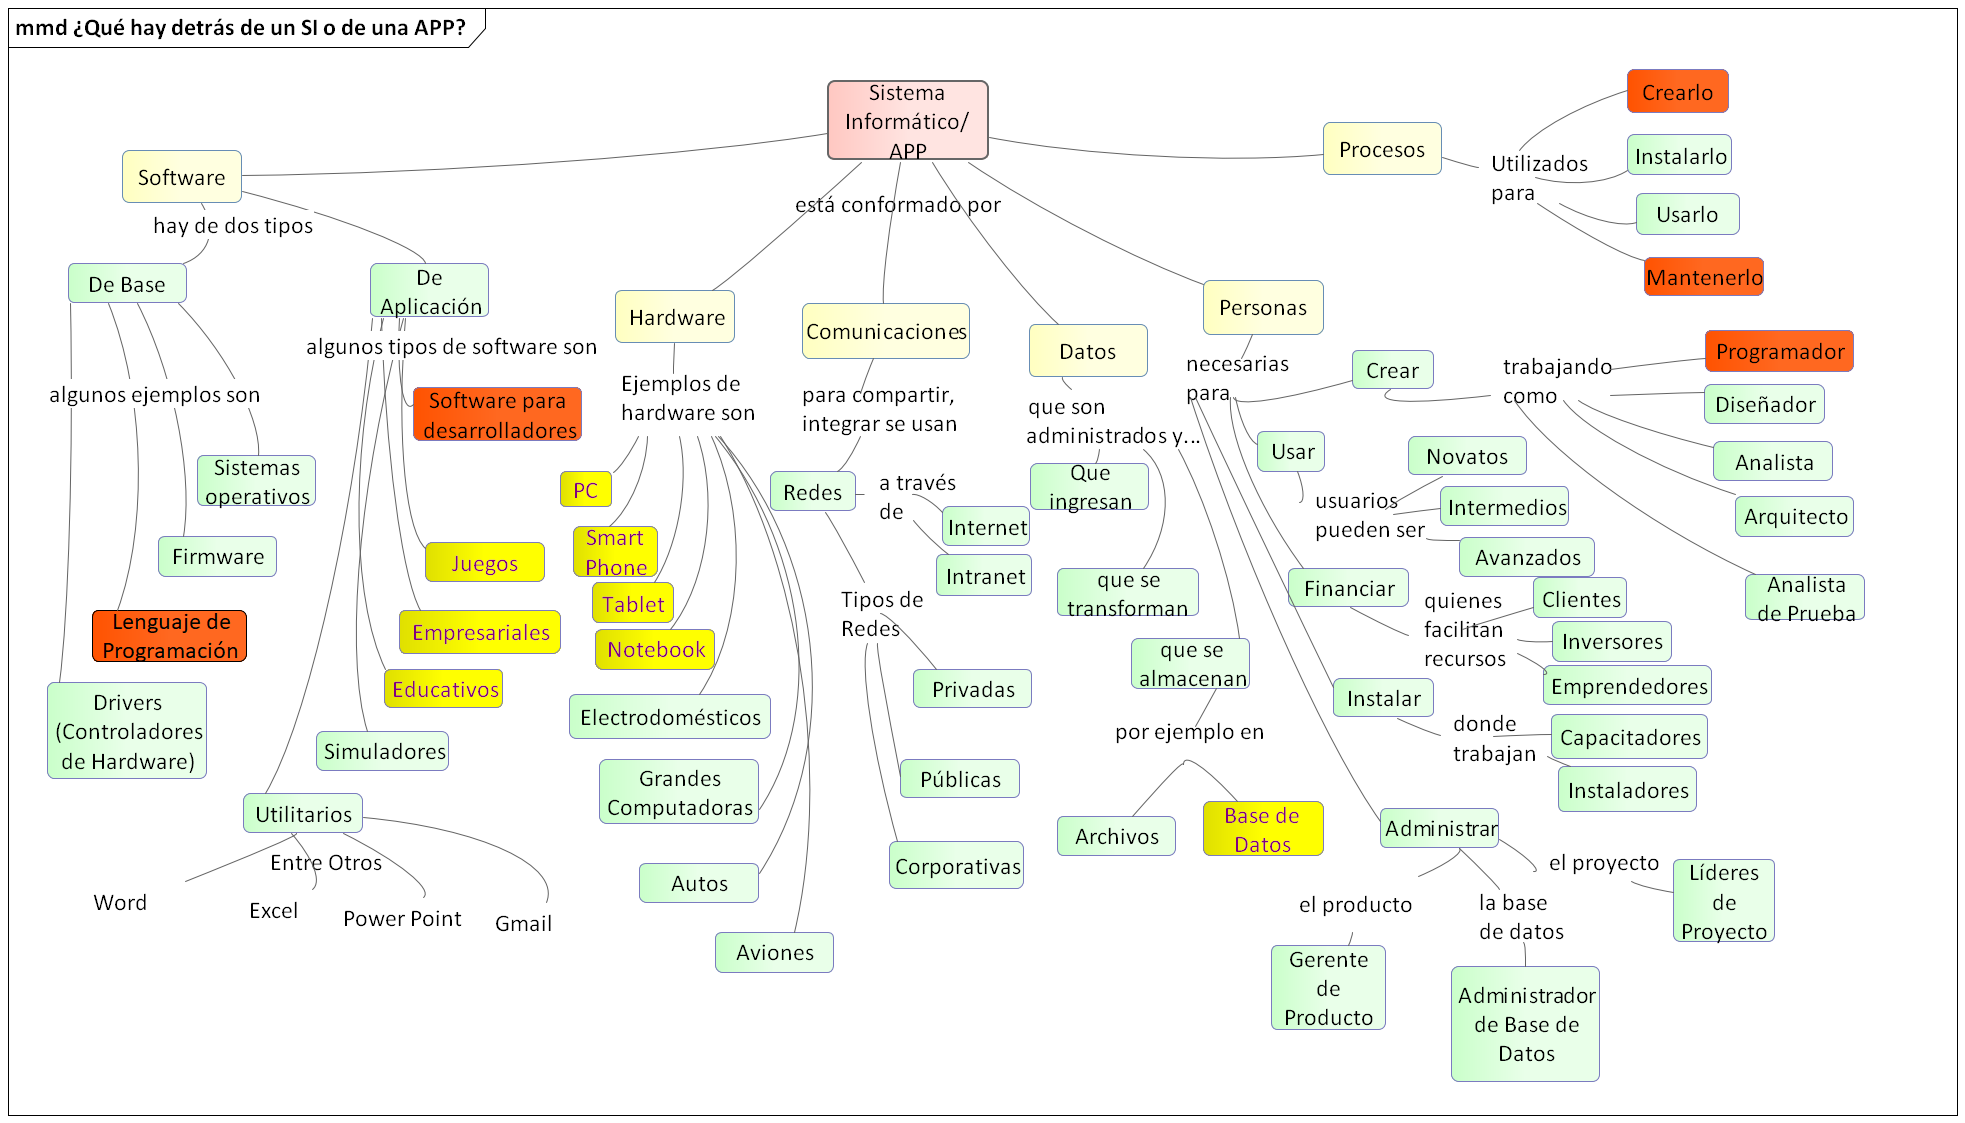 mmd ¿Qué hay detrás de un SI o de una APP?
Sistema
Informático/
APP
está conformado por
Software
hay de dos tipos
De Base
algunos ejemplos son
Sistemas
operativos
Firmware
Lenguaje de
Programación
Drivers
(Controladores
de Hardware)
De
Aplicación
algunos tipos de software son
Software para
desarrolladores
Juegos
Empresariales
Educativos
Simuladores
Utilitarios
Entre Otros
Word
Excel
Power Point
Gmail
Hardware
Ejemplos de
hardware son
PC
Smart
Phone
Tablet
Notebook
Electrodomésticos
Grandes
Computadoras
Autos
Aviones
Comunicaciones
para compartir,
integrar se usan
Redes
a través
de
Internet
Intranet
Tipos de
Redes
Privadas
Públicas
Corporativas
Datos
que son
administrados y...
Que
ingresan
que se
transforman
que se
almacenan
por ejemplo en
Archivos
Base de
Datos
Personas
necesarias
para
Crear
trabajando
como
Programador
Diseñador
Analista
Arquitecto
Analista
de Prueba
Usar
usuarios
pueden ser
Novatos
Intermedios
Avanzados
Financiar
quienes
facilitan
recursos
Clientes
Inversores
Emprendedores
Instalar
donde
trabajan
Capacitadores
Instaladores
Administrar
el producto
Gerente
de
Producto
la base
de datos
Administrador
de Base de
Datos
el proyecto
Líderes
de
Proyecto
Procesos
Utilizados
para
Crearlo
Instalarlo
Usarlo
Mantenerlo